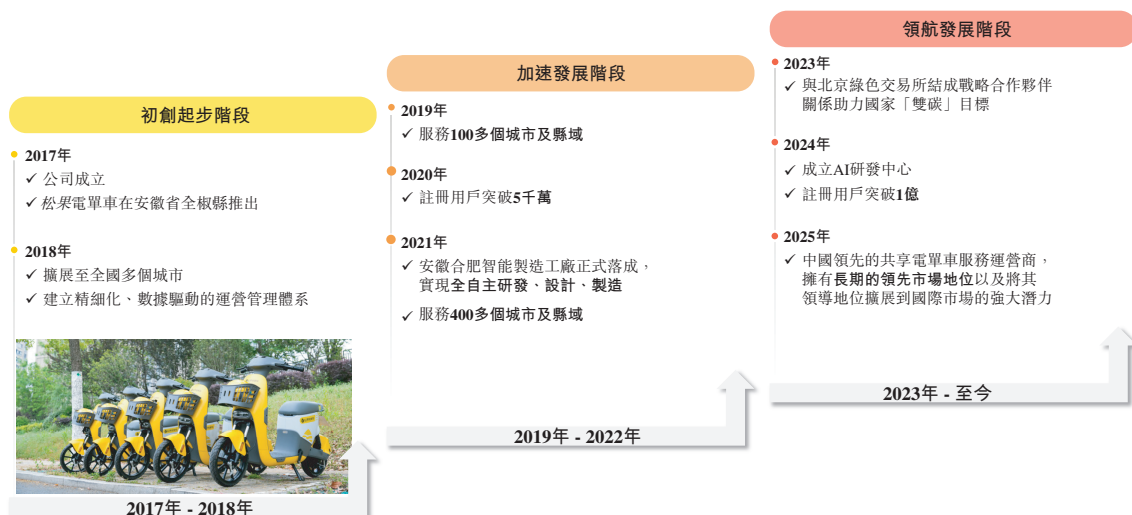 初創起步階段
2017年
✓ 公司成立
✓ 松果電單車在安徽省全椒縣推出
2018年
✓ 擴展至全國多個城市
✓ 建立精細化、數據驅動的運營管理體系
2017年 - 2018年
加速發展階段
2019年
✓ 服務100多個城市及縣域
2020年
✓ 註冊用戶突破5千萬
2021年
✓ 安徽合肥智能製造工廠正式落成，
實現全自主研發、設計、製造
✓ 服務400多個城市及縣域
2019年 - 2022年
領航發展階段
2023年
✓ 與北京綠色交易所結成戰略合作夥伴
關係助力國家「雙碳」目標
2024年
✓ 成立AI研發中心
✓ 註冊用戶突破1億
2025年
✓ 中國領先的共享電單車服務運營商，
擁有長期的領先市場地位以及將其
領導地位擴展到國際市場的強大潛力
2023年 - 至今